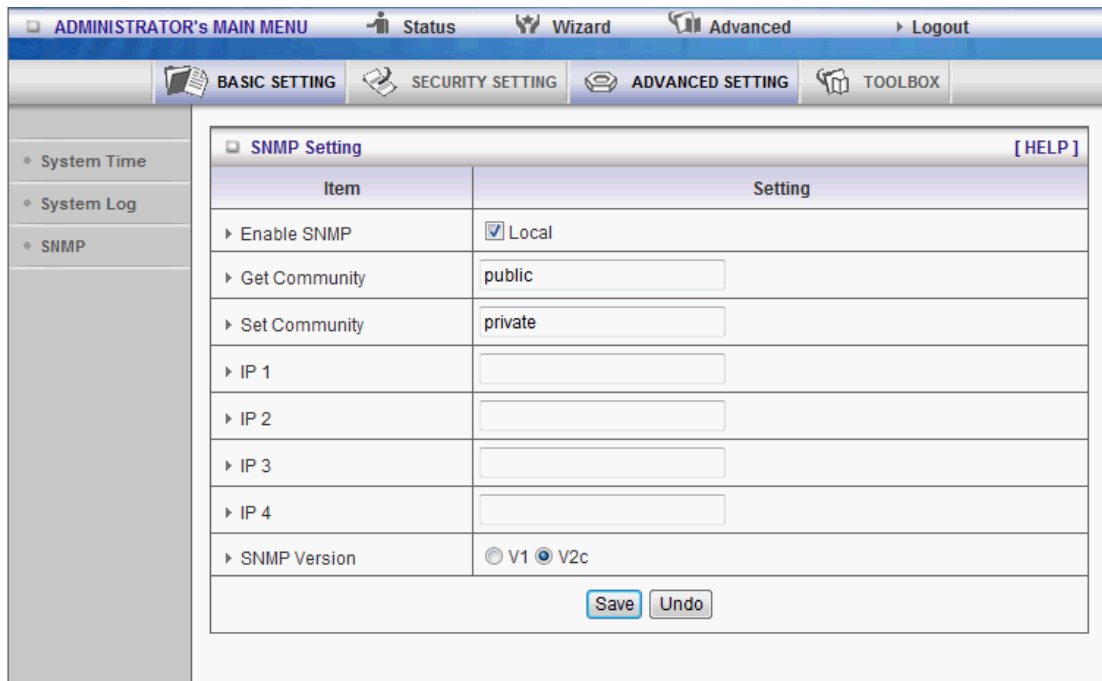 ADMINISTRATOR's MAIN MENU Status Wizard Advanced Logout
BASIC SETTING SECURITY SETTING ADVANCED SETTING TOOLBOX
System Time
System Log
SNMP
SNMP Setting [ HELP ]
Item Setting
Enable SNMP Local
Get Community public
Set Community private
IP 1
IP 2
IP 3
IP 4
SNMP Version V1 V2c
Save Undo